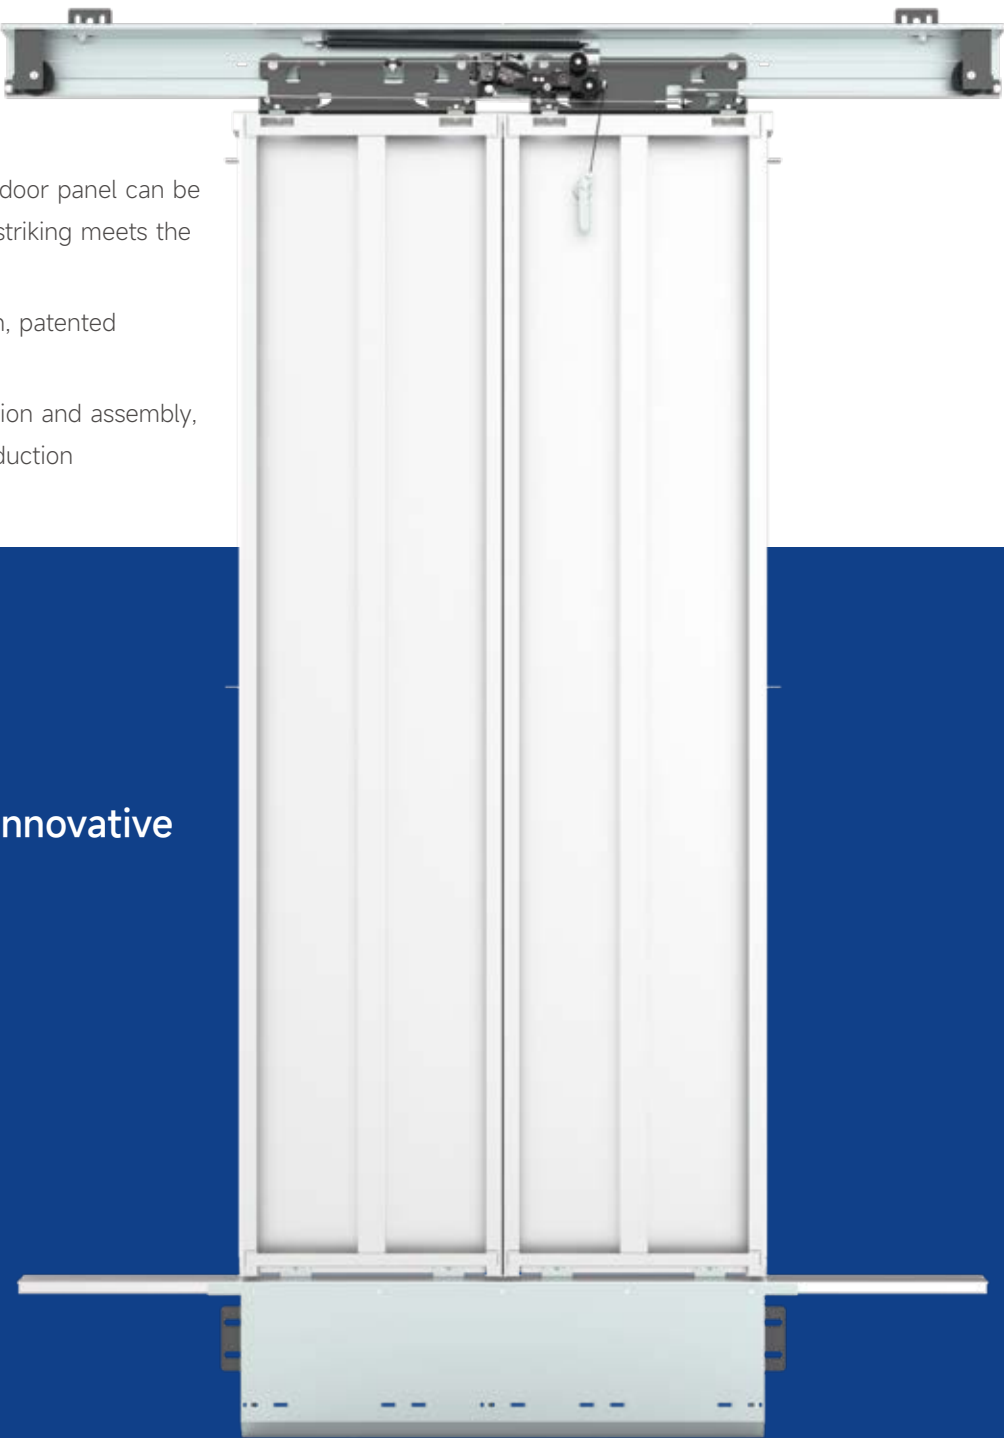 door panel can be
striking meets the
n, patented
ion and assembly,
duction
nnovative